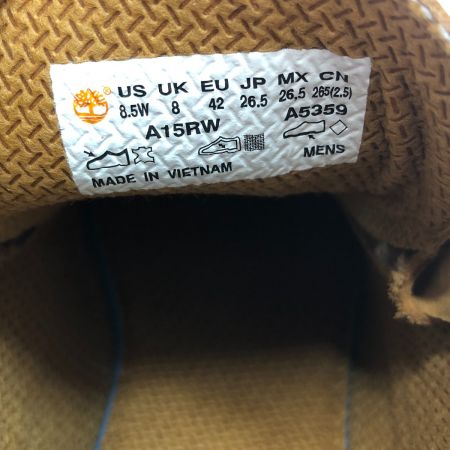 US UK EU JP MX CN
8.5W 8 42 26.5 26.5 265(2.5)
A15RW A5359
MENS
MADE IN VIETNAM